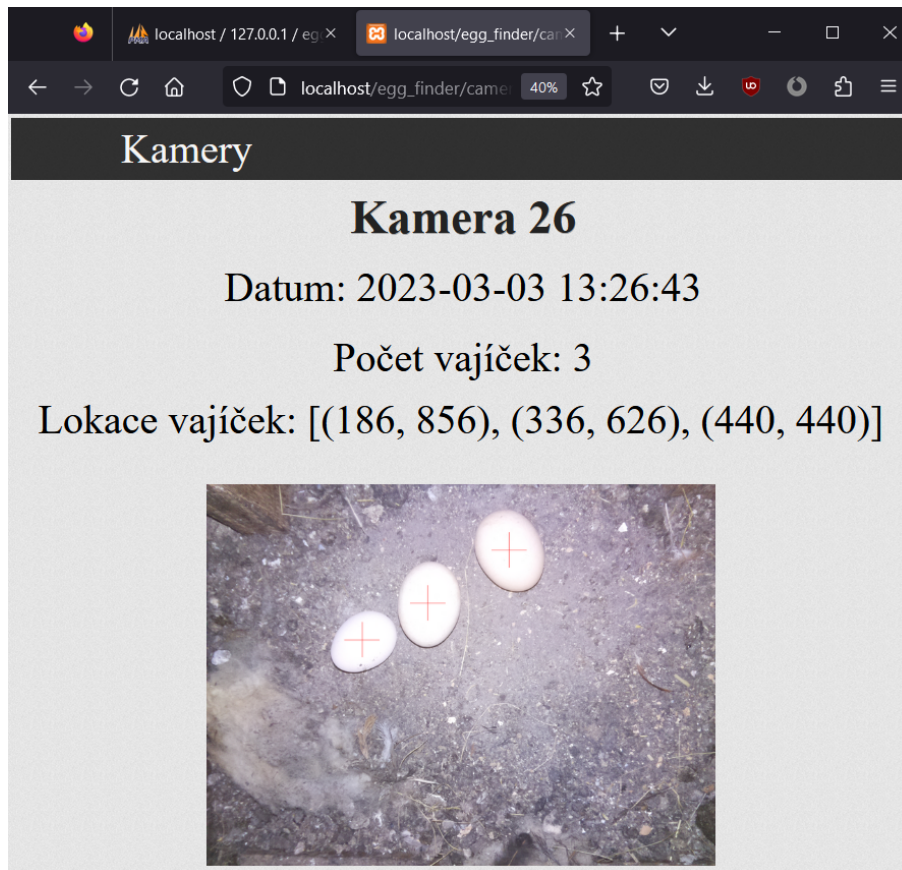 localhost / 127.0.0.1 / eg
localhost/egg_finder/car
localhost/egg_finder/came
40%
Kamery
Kamera 26
Datum: 2023-03-03 13:26:43
Počet vajíček: 3
Lokace vajíček: [(186, 856), (336, 626), (440, 440)]